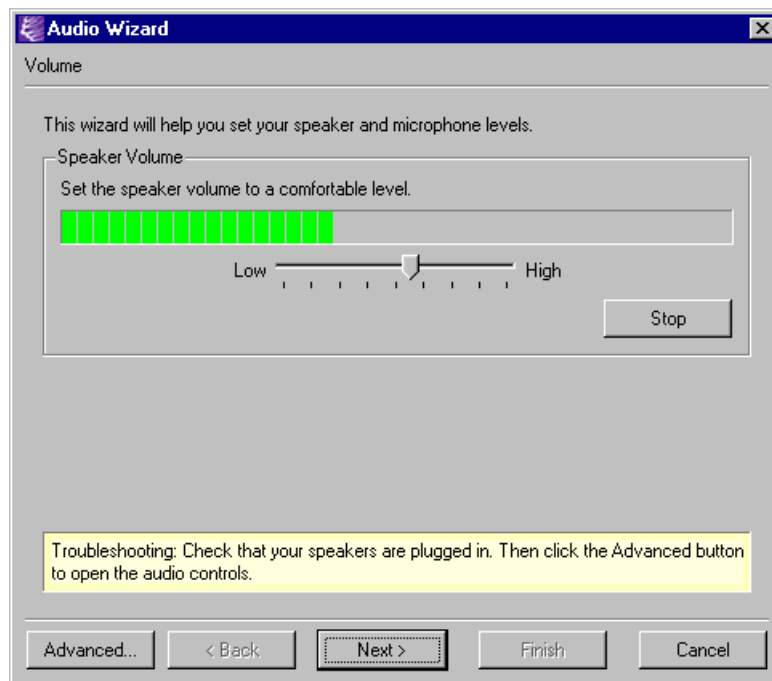 Audio Wizard
Volume
This wizard will help you set your speaker and microphone levels.
Speaker Volume
Set the speaker volume to a comfortable level.
Low High
Stop
Troubleshooting: Check that your speakers are plugged in. Then click the Advanced button
to open the audio controls.
Advanced... < Back Next > Finish Cancel